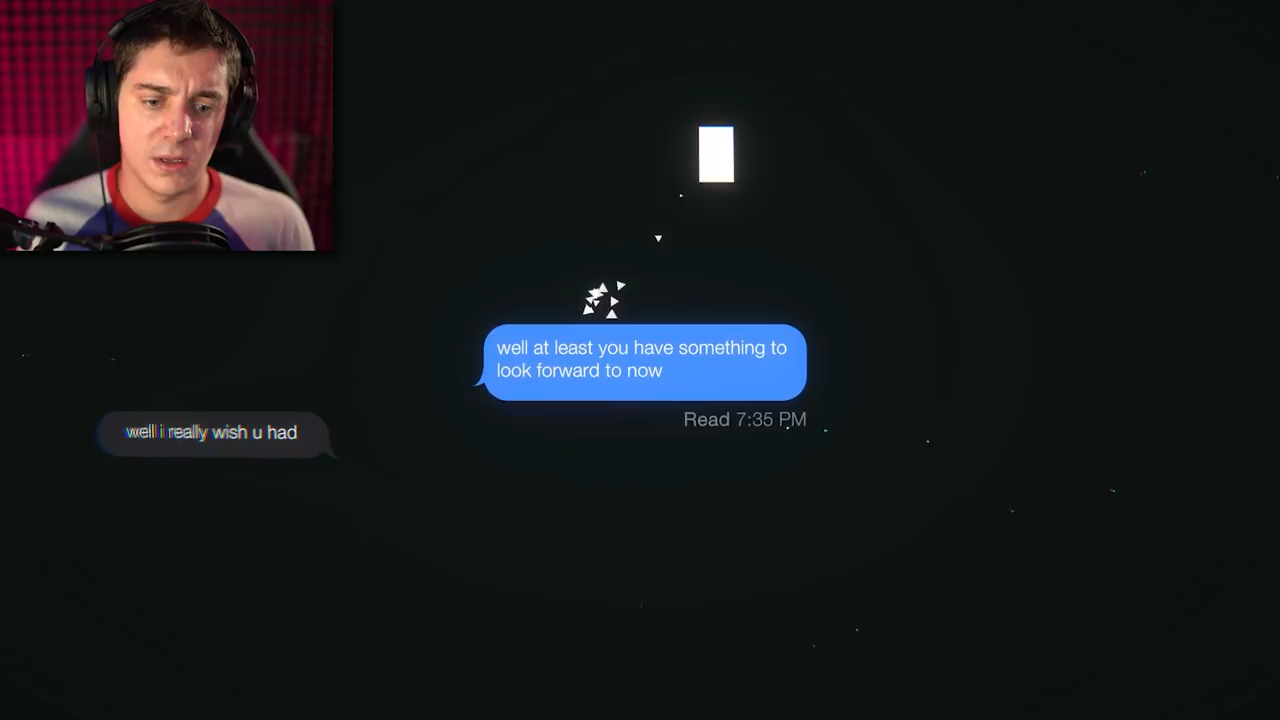 well at least you have something to
look forward to now
Read 7:35 PM
well i really wish u had